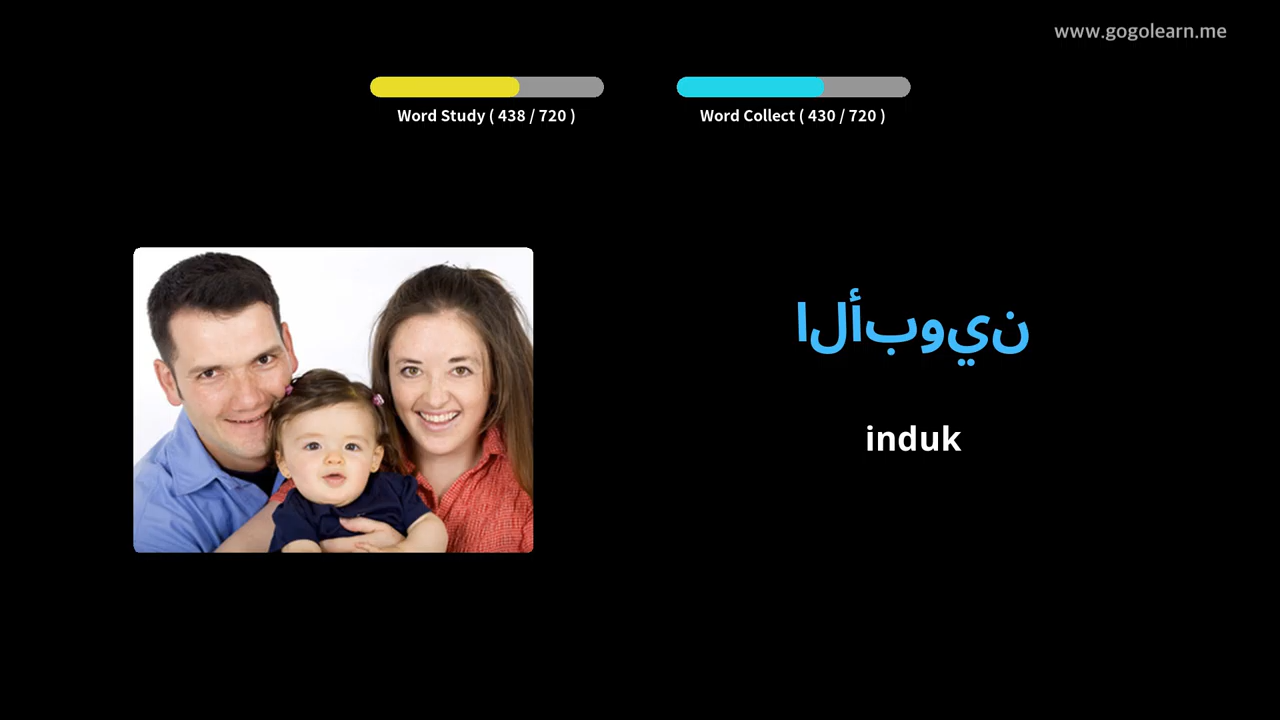 www.gogolearn.me
Word Study ( 438 / 720 )
Word Collect ( 430 / 720 )
الأبوين
induk